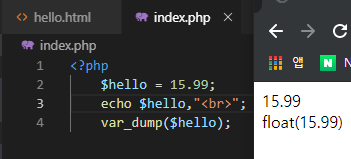 hello.html
index.php ×
index.php
1 <?php
2 $hello = 15.99;
3 echo $hello,"<br>";
4 var_dump($hello);
앱
N
15.99
float(15.99)